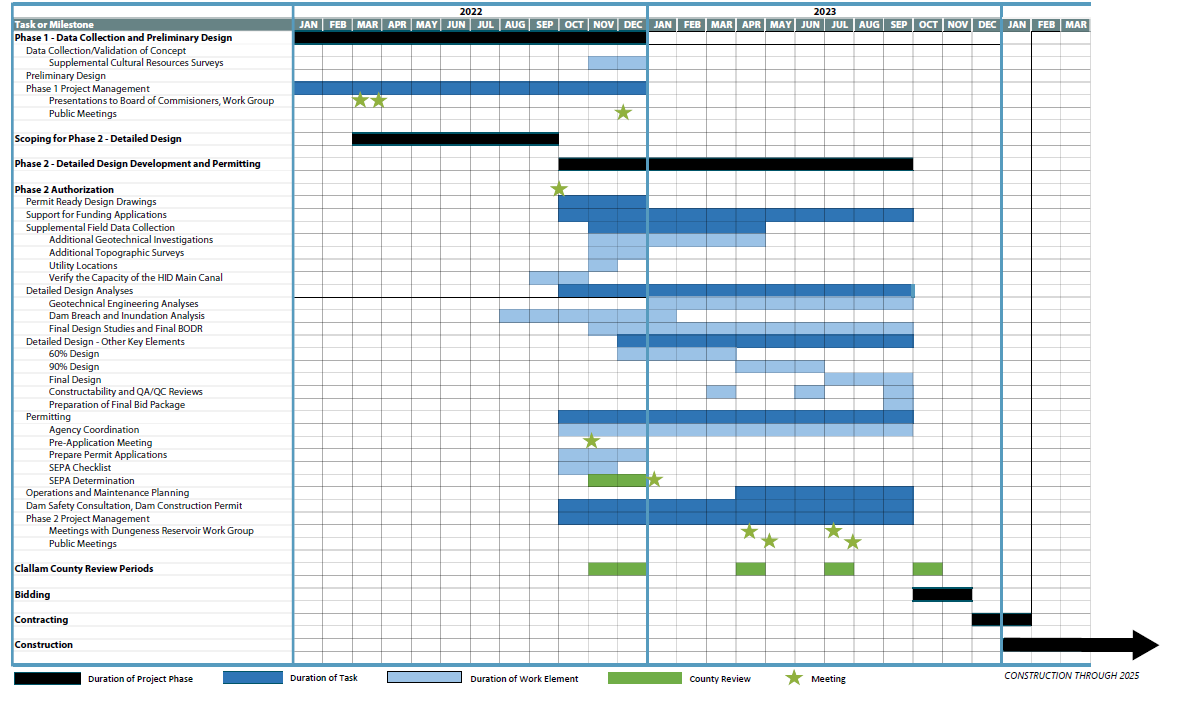 2022 2023
Task or Milestone JAN FEB MAR APR MAY JUN JUL AUG SEP OCT NOV DEC JAN FEB MAR APR MAY JUN JUL AUG SEP OCT NOV DEC JAN FEB MAR
Phase 1 - Data Collection and Preliminary Design
Data Collection/Validation of Concept
Supplemental Cultural Resources Surveys
Preliminary Design
Phase 1 Project Management
Presentations to Board of Commisioners, Work Group
Public Meetings
Scoping for Phase 2 - Detailed Design
Phase 2 - Detailed Design Development and Permitting
Phase 2 Authorization
Permit Ready Design Drawings
Support for Funding Applications
Supplemental Field Data Collection
Additional Geotechnical Investigations
Additional Topographic Surveys
Utility Locations
Verify the Capacity of the HID Main Canal
Detailed Design Analyses
Geotechnical Engineering Analyses
Dam Breach and Inundation Analysis
Final Design Studies and Final BODR
Detailed Design - Other Key Elements
60% Design
90% Design
Final Design
Constructability and QA/QC Reviews
Preparation of Final Bid Package
Permitting
Agency Coordination
Pre-Application Meeting
Prepare Permit Applications
SEPA Checklist
SEPA Determination
Operations and Maintenance Planning
Dam Safety Consultation, Dam Construction Permit
Phase 2 Project Management
Meetings with Dungeness Reservoir Work Group
Public Meetings
Clallam County Review Periods
Bidding
Contracting
Construction
Duration of Project Phase Duration of Task Duration of Work Element County Review Meeting
CONSTRUCTION THROUGH 2025